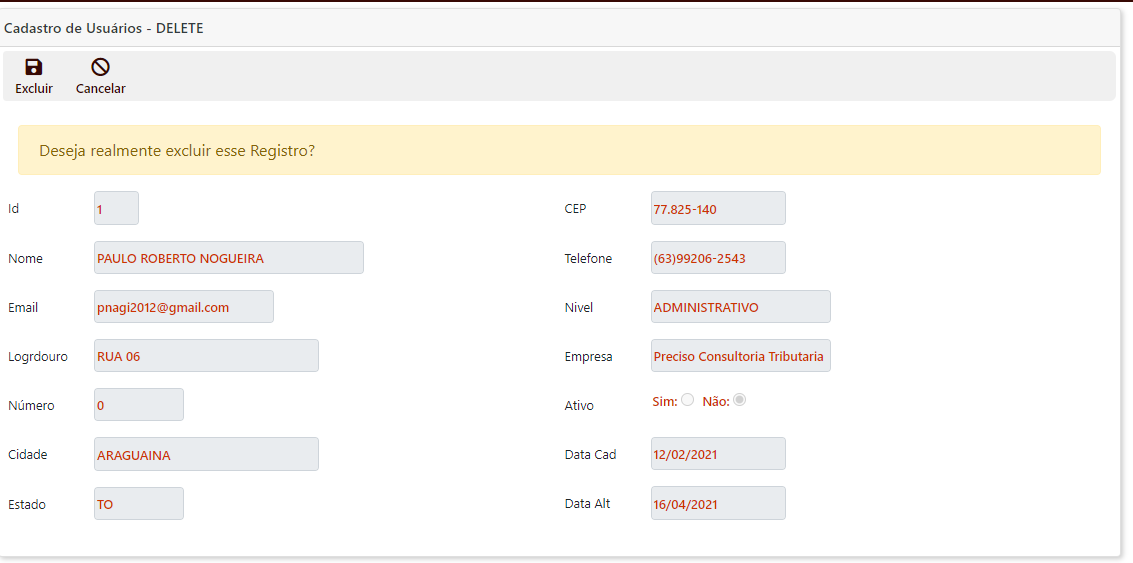 Cadastro de Usuários - DELETE
Excluir Cancelar
Deseja realmente excluir esse Registro?
Id 1
CEP 77.825-140
Nome PAULO ROBERTO NOGUEIRA
Telefone (63)99206-2543
Email pnagi2012@gmail.com
Nivel ADMINISTRATIVO
Logrdouro RUA 06
Empresa Preciso Consultoria Tributaria
Número 0
Ativo Sim: Não:
Cidade ARAGUAINA
Data Cad 12/02/2021
Estado TO
Data Alt 16/04/2021